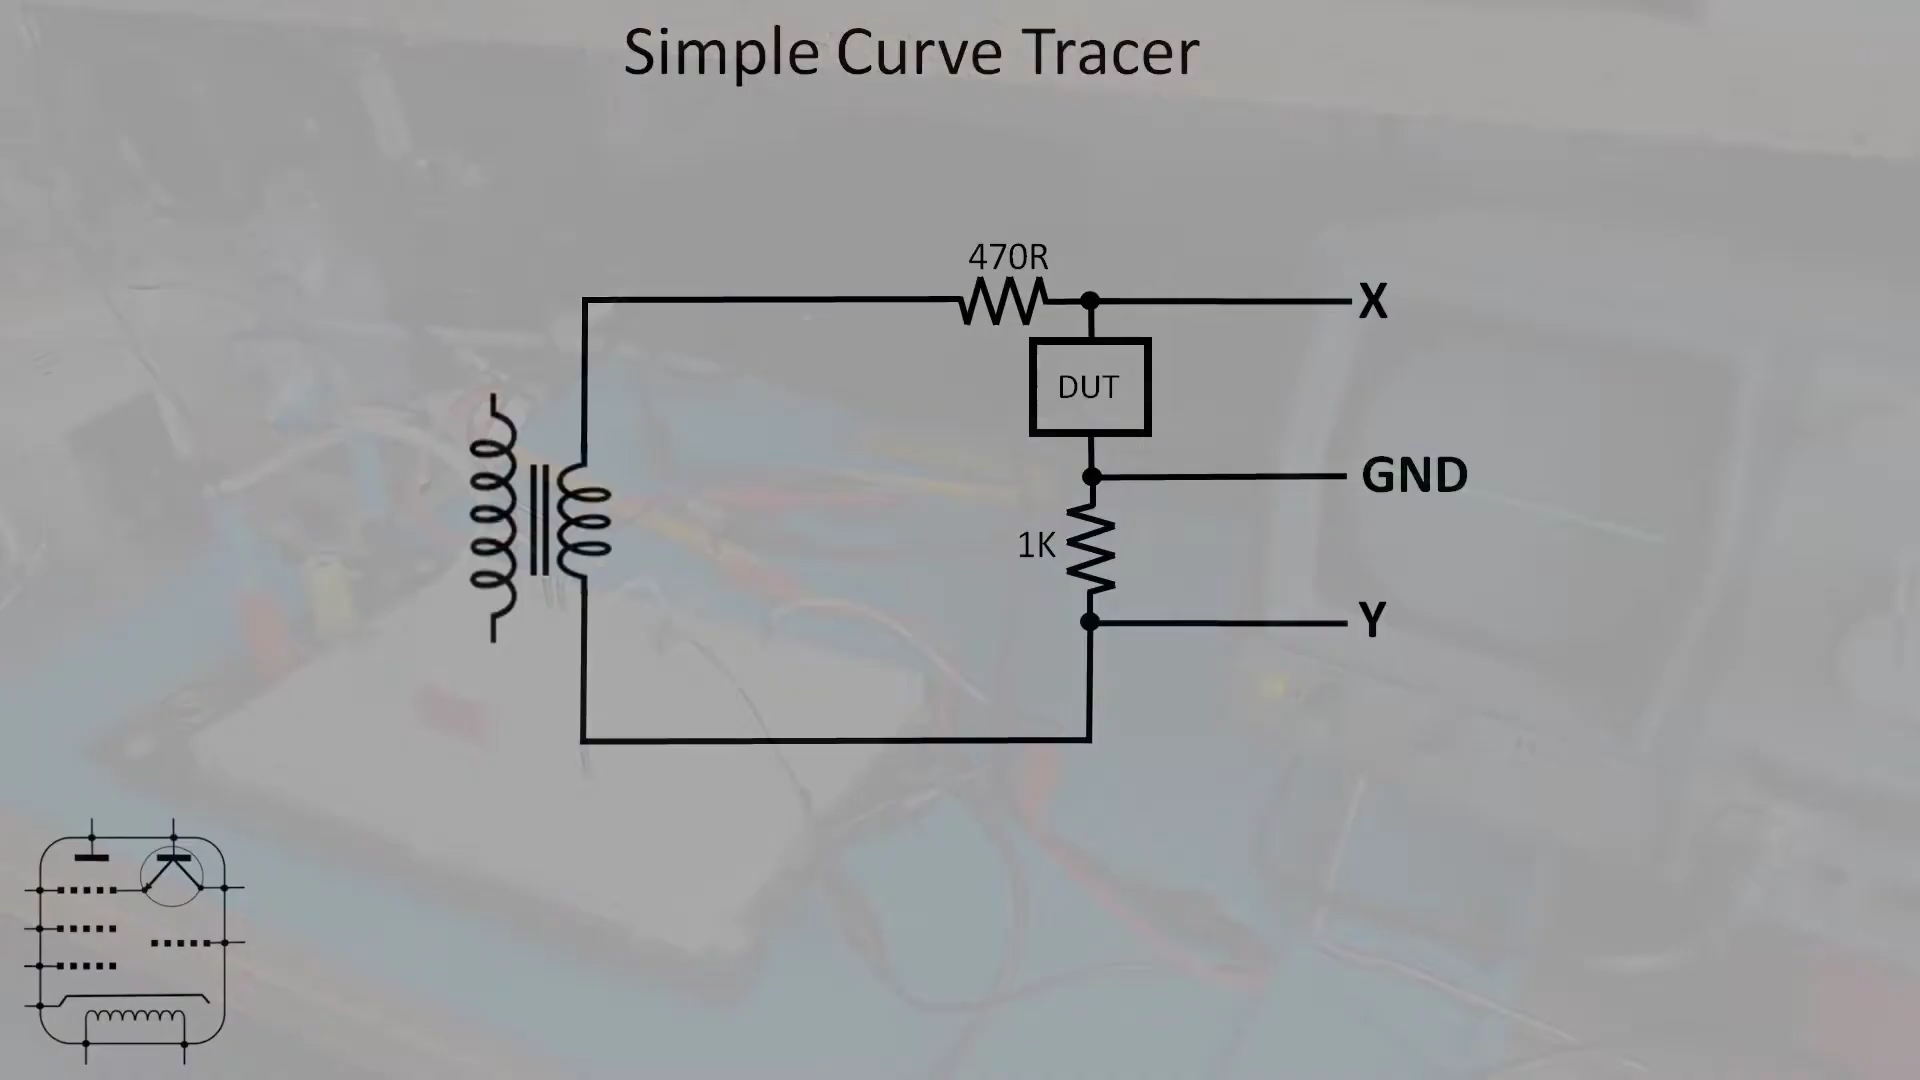 Simple Curve Tracer
470R
X
DUT
GND
1K
Y